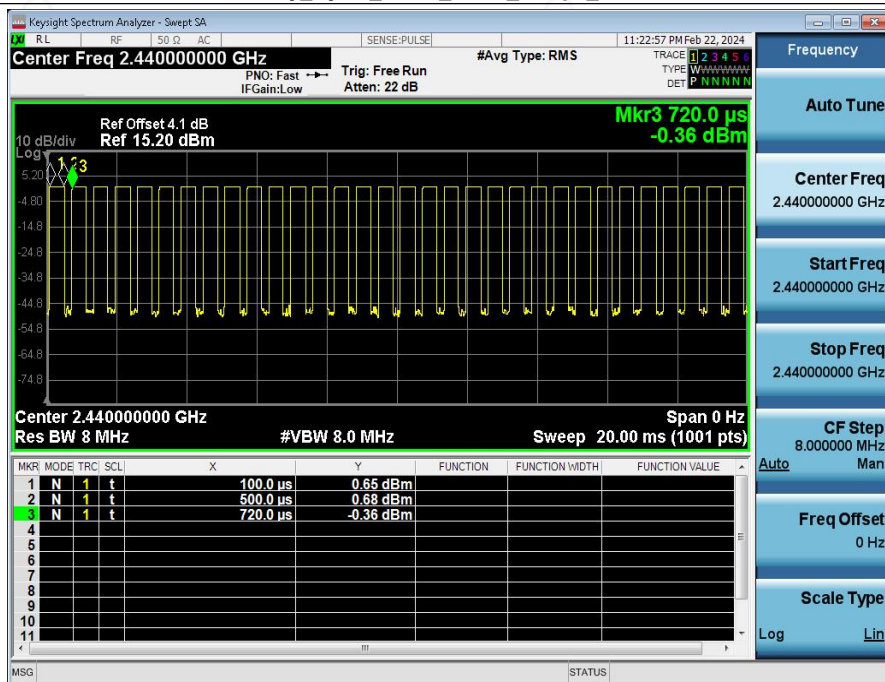 Keysight Spectrum Analyzer - Swept SA
LXI RL RF 50 Ω AC SENSE:PULSE 11:22:57 PM Feb 22, 2024
Center Freq 2.440000000 GHz #Avg Type: RMS TRACE 1 2 3 4 5 6
PNO: Fast Trig: Free Run TYPE W
IFGain:Low Atten: 22 dB DET P N N N N N
Mkr3 720.0 µs
-0.36 dBm
Ref Offset 4.1 dB
10 dB/div Ref 15.20 dBm
Log
1 2 3
5.20
-4.80
-14.8
-24.8
-34.8
-44.8
-54.8
-64.8
-74.8
Center 2.440000000 GHz Span 0 Hz
Res BW 8 MHz #VBW 8.0 MHz Sweep 20.00 ms (1001 pts)
MKR MODE TRC SCL X Y FUNCTION FUNCTION WIDTH FUNCTION VALUE
1 N 1 t 100.0 µs 0.65 dBm
2 N 1 t 500.0 µs 0.68 dBm
3 N 1 t 720.0 µs -0.36 dBm
4
5
6
7
8
9
10
11
MSG STATUS
Frequency
Auto Tune
Center Freq
2.440000000 GHz
Start Freq
2.440000000 GHz
Stop Freq
2.440000000 GHz
CF Step
8.000000 MHz
Auto Man
Freq Offset
0 Hz
Scale Type
Log Lin